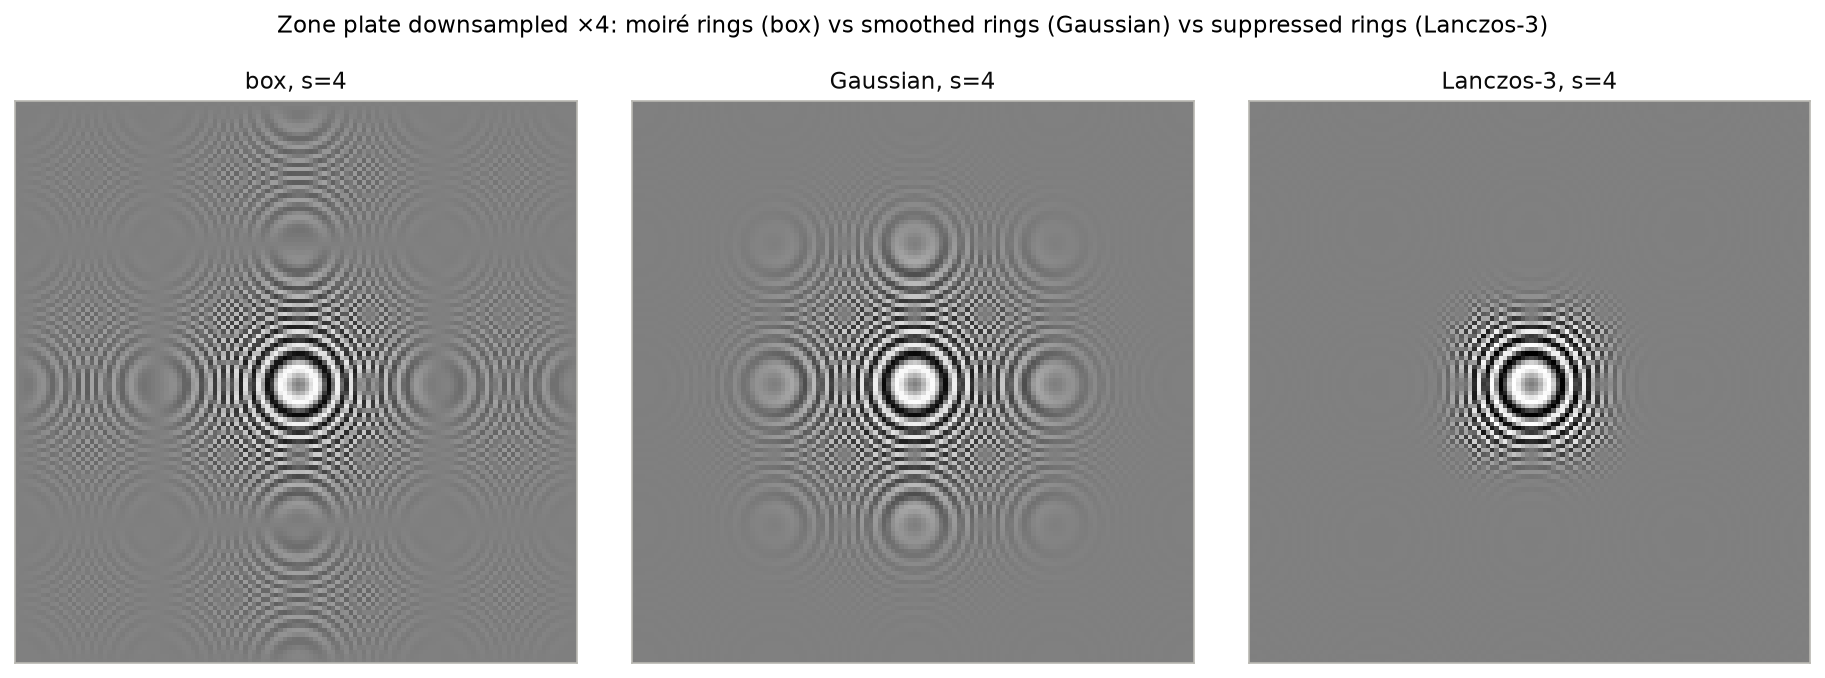 Zone plate downsampled ×4: moiré rings (box) vs smoothed rings (Gaussian) vs suppressed rings (Lanczos-3)
box, s=4
Gaussian, s=4
Lanczos-3, s=4